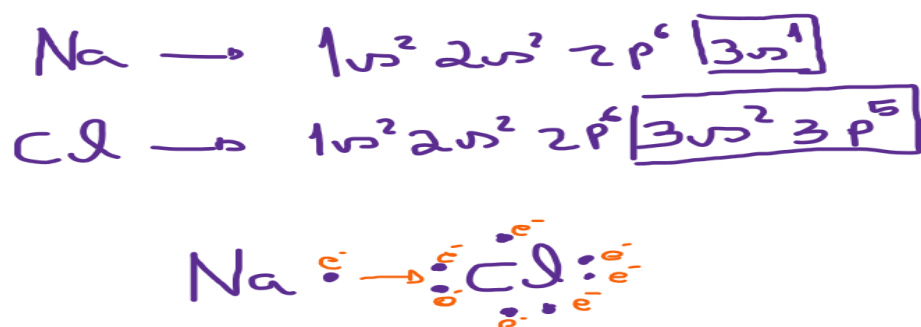 Na → 1s² 2s² 2p⁶ 3s¹
Cl → 1s² 2s² 2p⁶ 3s² 3p⁵
e⁻
Na e⁻ → e⁻ Cl e⁻
e⁻ e⁻
e⁻ e⁻